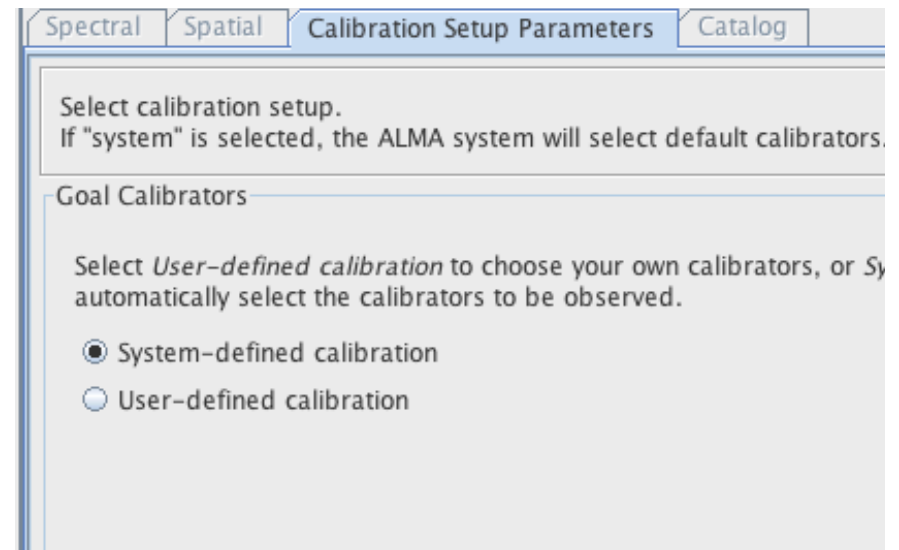 Spectral Spatial Calibration Setup Parameters Catalog
Select calibration setup.
If "system" is selected, the ALMA system will select default calibrators.
Goal Calibrators
Select User-defined calibration to choose your own calibrators, or Sy
automatically select the calibrators to be observed.
System-defined calibration
User-defined calibration